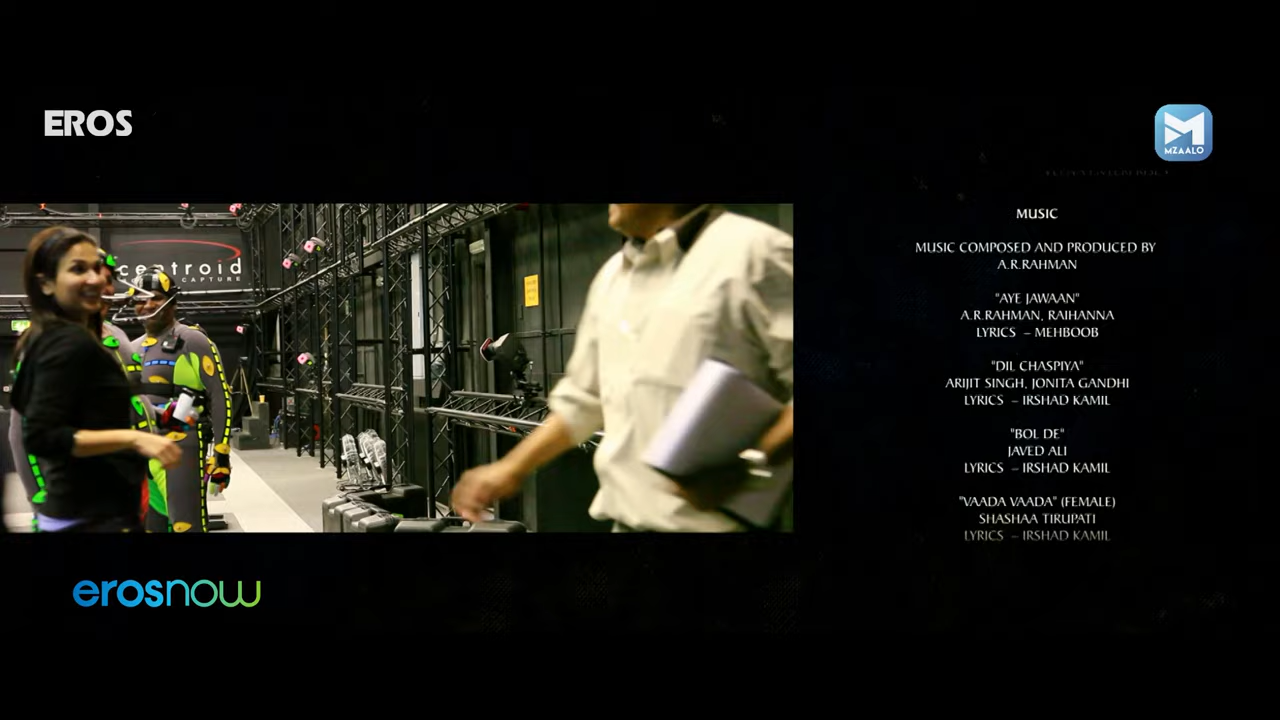 EROS
MZAALO
centroid
CAPTURE
MUSIC
MUSIC COMPOSED AND PRODUCED BY
A.R.RAHMAN
"AYE JAWAAN"
A.R.RAHMAN, RAIHANNA
LYRICS – MEHBOOB
"DIL CHASPIYA"
ARIJIT SINGH, JONITA GANDHI
LYRICS – IRSHAD KAMIL
"BOL DE"
JAVED ALI
LYRICS – IRSHAD KAMIL
"VAADA VAADA" (FEMALE)
SHASHAA TIRUPATI
LYRICS – IRSHAD KAMIL
erosnow